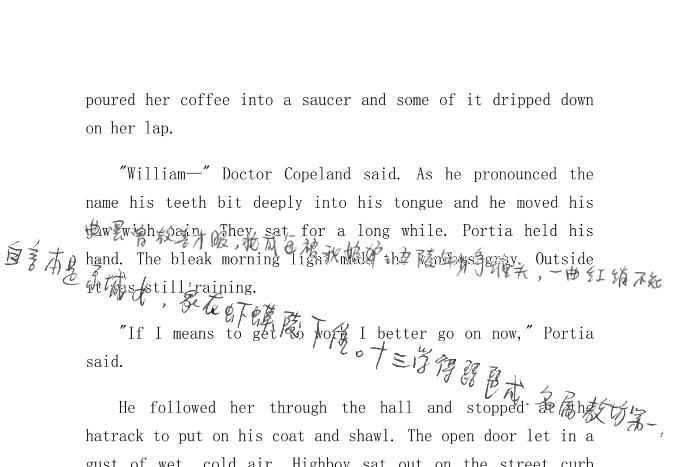 poured her coffee into a saucer and some of it dripped down
on her lap.
"William—" Doctor Copeland said. As he pronounced the
name his teeth bit deeply into his tongue and he moved his
jaw with pain. They sat for a long while. Portia held his
曲罢曾教善才服，妆成每被秋娘妒。五陵年少争缠头，一曲红绡不知
hand. The bleak morning light made the windows gray. Outside
it was still raining.
自言本是京城女，家在虾蟆陵下住。十三学得琵琶成，名属教坊第一，
"If I means to get to work I better go on now," Portia
said.
He followed her through the hall and stopped at the
hatrack to put on his coat and shawl. The open door let in a
gust of wet, cold air. Highboy sat out on the street curb